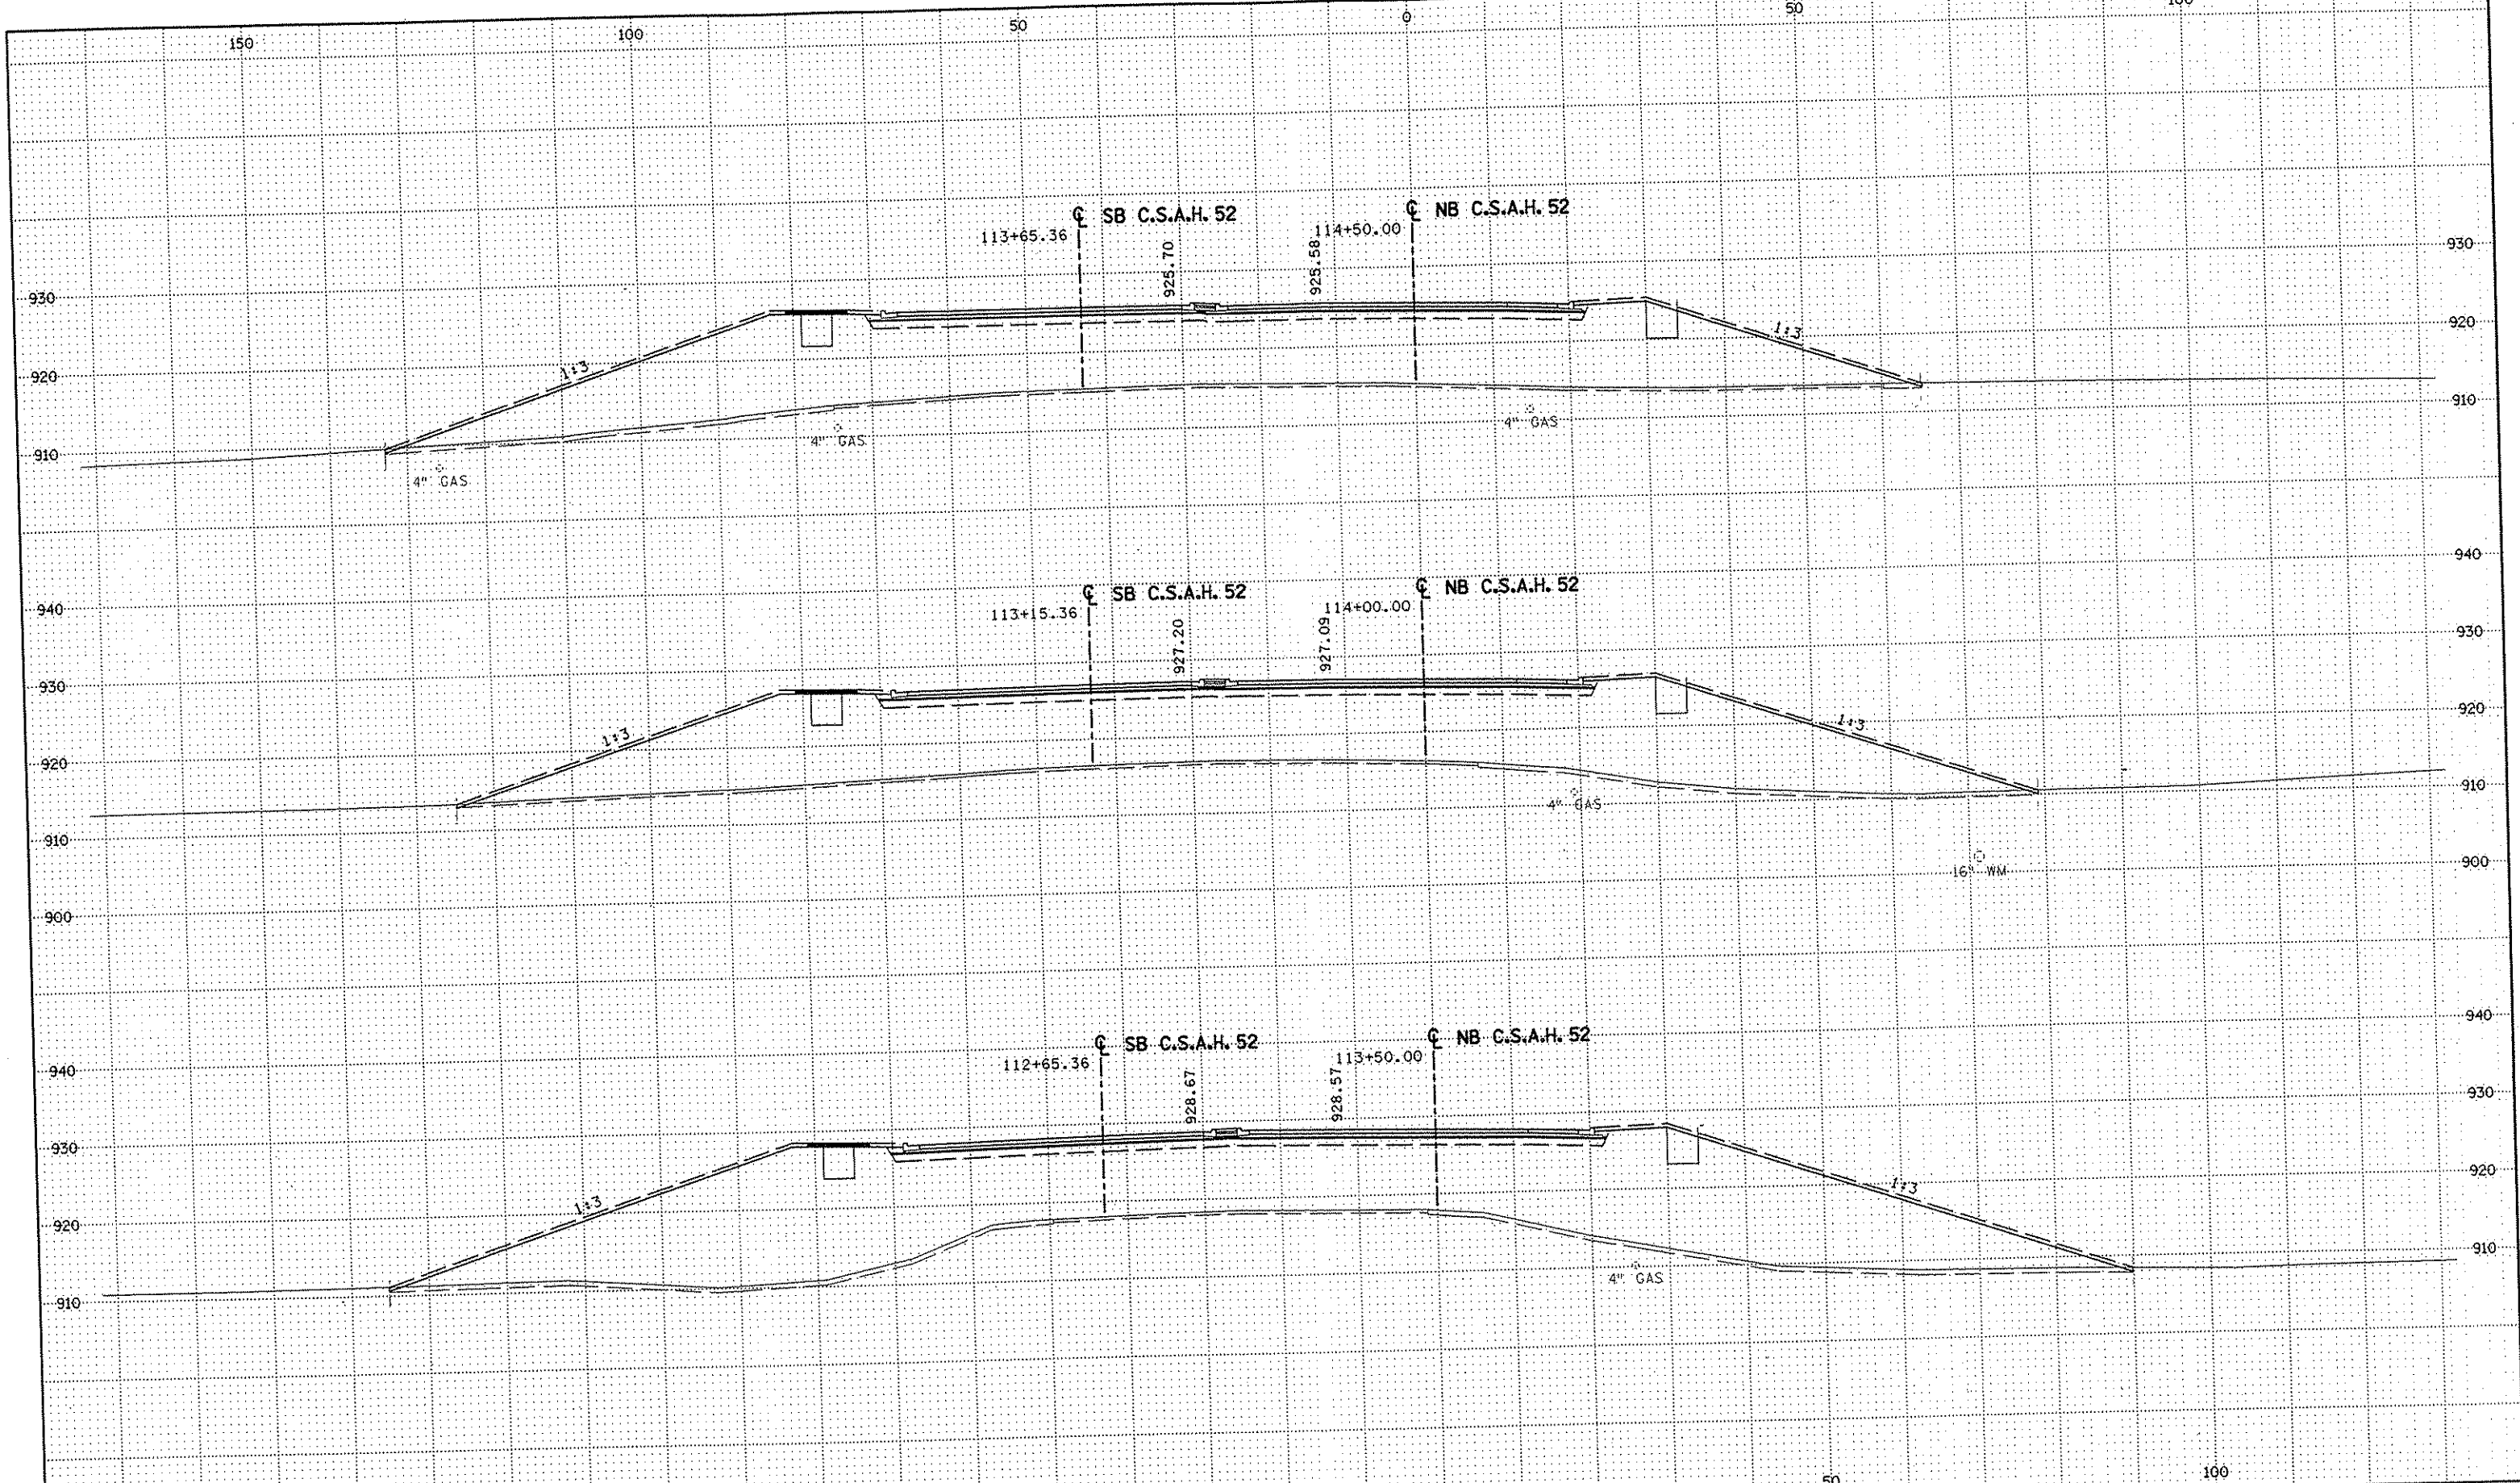 150 100 50 0 50 100
℄ SB C.S.A.H. 52 ℄ NB C.S.A.H. 52
113+65.36 114+50.00
925.70 925.58
930 930
920 920
910 910
1:3 1:3
4" GAS 4" GAS 4" GAS
℄ SB C.S.A.H. 52 ℄ NB C.S.A.H. 52
113+15.36 114+00.00
927.20 927.09
940 940
930 930
920 920
910 910
900 900
1:3 1:3
4" GAS
16" WM
℄ SB C.S.A.H. 52 ℄ NB C.S.A.H. 52
112+65.36 113+50.00
928.67 928.57
940 940
930 930
920 920
910 910
1:3 1:3
4" GAS
50 100